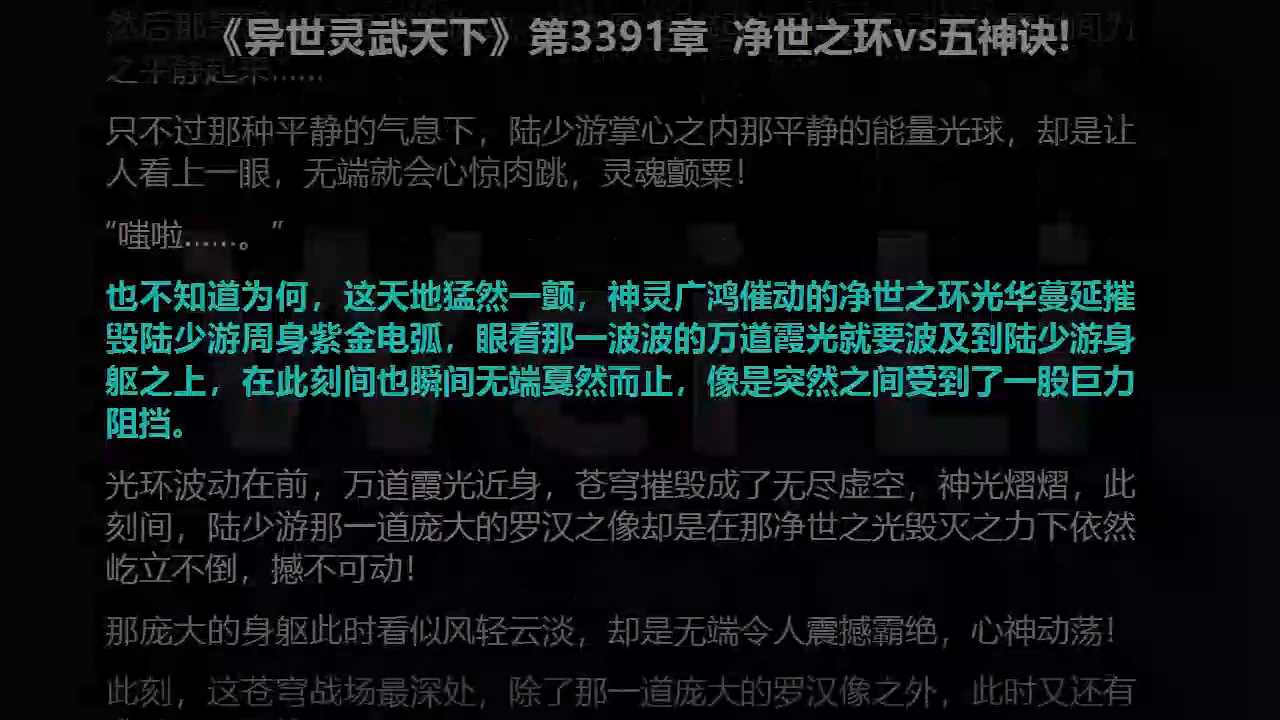 《异世灵武天下》第3391章 净世之环vs五神诀!
之平静起来……
只不过那种平静的气息下，陆少游掌心之内那平静的能量光球，却是让
人看上一眼，无端就会心惊肉跳，灵魂颤粟！
“嗤啦……。”
也不知道为何，这天地猛然一颤，神灵广鸿催动的净世之环光华蔓延摧
毁陆少游周身紫金电弧，眼看那一波波的万道霞光就要波及到陆少游身
躯之上，在此刻间也瞬间无端戛然而止，像是突然之间受到了一股巨力
阻挡。
光环波动在前，万道霞光近身，苍穹摧毁成了无尽虚空，神光熠熠，此
刻间，陆少游那一道庞大的罗汉之像却是在那净世之光毁灭之力下依然
屹立不倒，撼不可动！
那庞大的身躯此时看似风轻云淡，却是无端令人震撼霸绝，心神动荡！
此刻，这苍穹战场最深处，除了那一道庞大的罗汉像之外，此时又还有
Wei Li